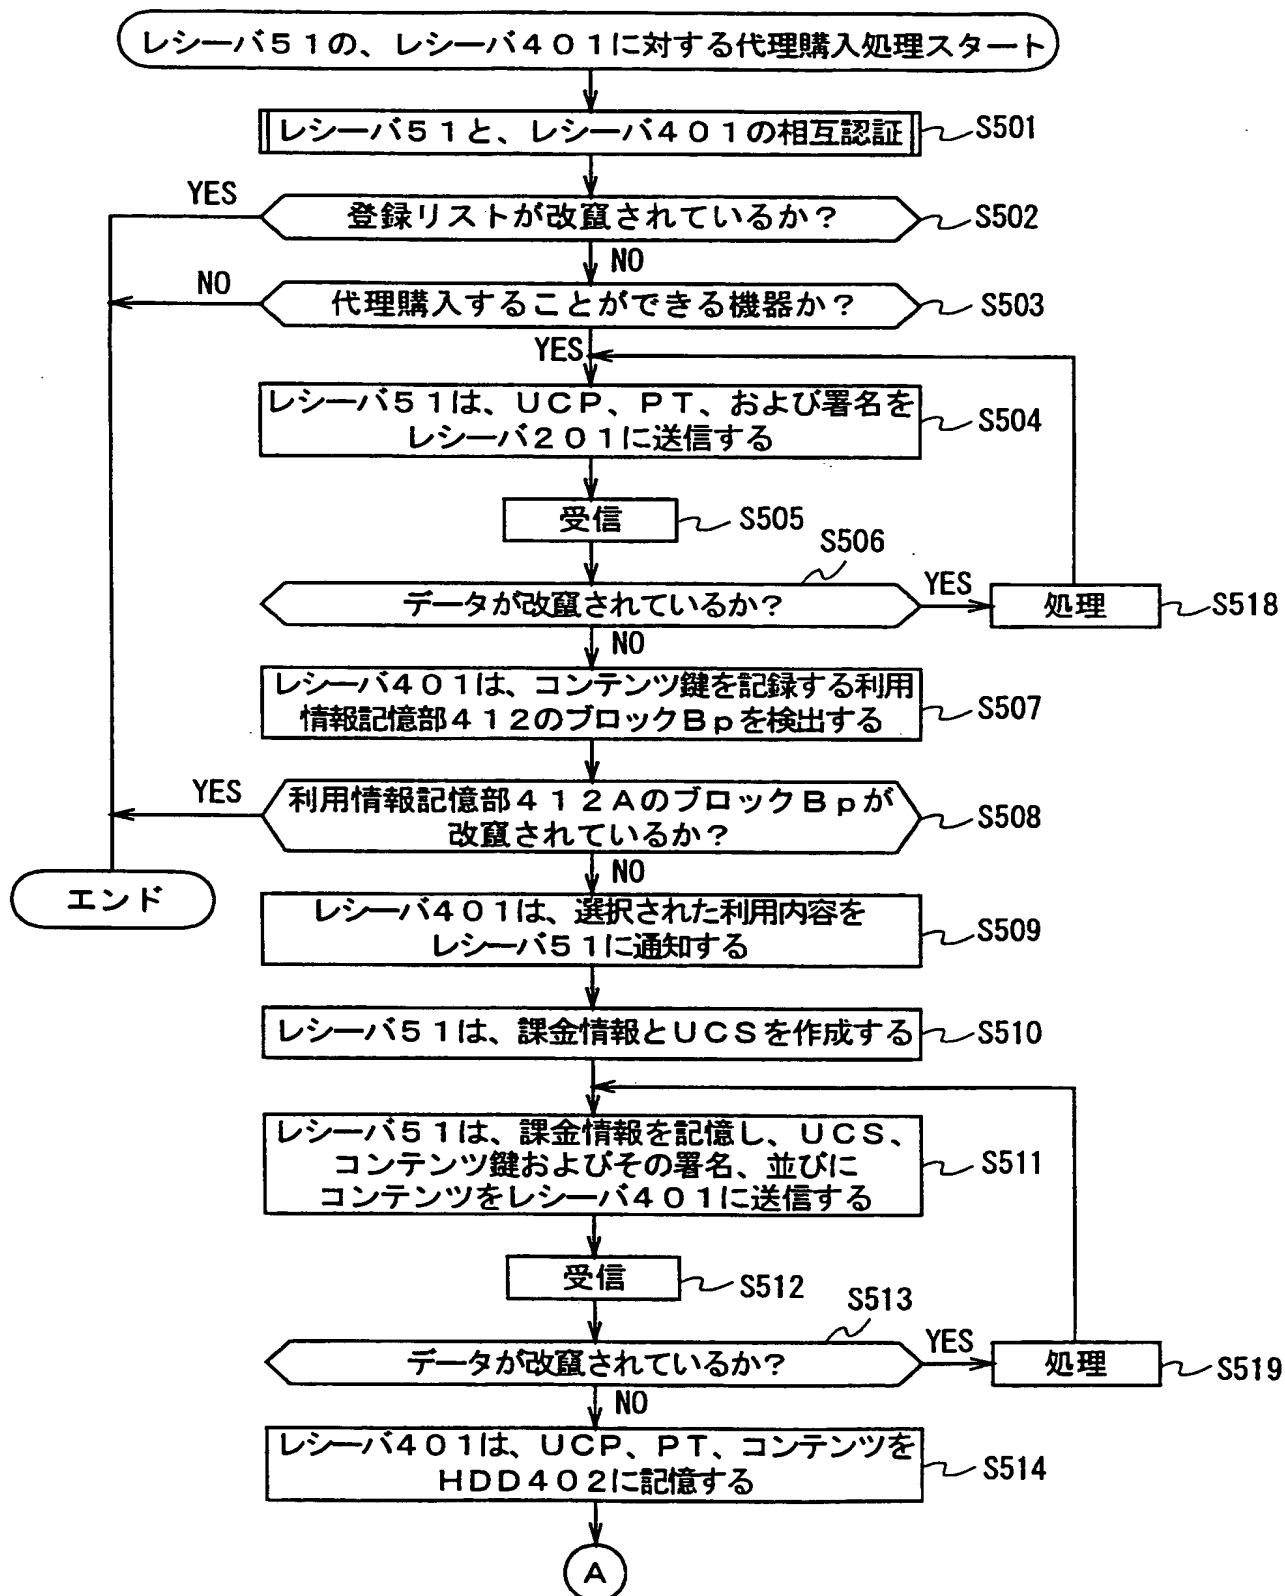 レシーバ51の、レシーバ401に対する代理購入処理スタート
レシーバ51と、レシーバ401の相互認証
S501
YES
登録リストが改竄されているか？
S502
NO
NO
代理購入することができる機器か？
S503
YES
レシーバ51は、UCP、PT、および署名を
レシーバ201に送信する
S504
受信
S505
S506
データが改竄されているか？
YES
処理
S518
NO
レシーバ401は、コンテンツ鍵を記録する利用
情報記憶部412のブロックBpを検出する
S507
YES
利用情報記憶部412AのブロックBpが
改竄されているか？
S508
NO
エンド
レシーバ401は、選択された利用内容を
レシーバ51に通知する
S509
レシーバ51は、課金情報とUCSを作成する
S510
レシーバ51は、課金情報を記憶し、UCS、
コンテンツ鍵およびその署名、並びに
コンテンツをレシーバ401に送信する
S511
受信
S512
S513
データが改竄されているか？
YES
処理
S519
NO
レシーバ401は、UCP、PT、コンテンツを
HDD402に記憶する
S514
A